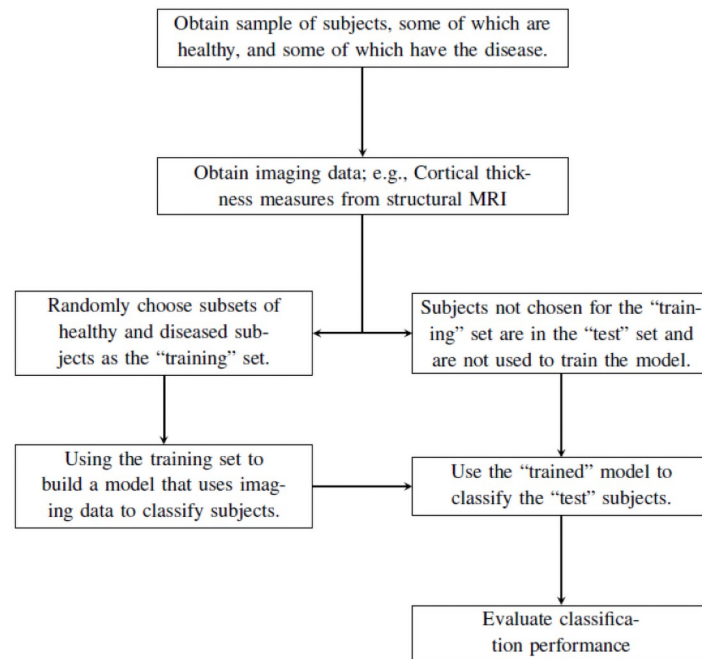 Obtain sample of subjects, some of which are
healthy, and some of which have the disease.
Obtain imaging data; e.g., Cortical thick-
ness measures from structural MRI
Randomly choose subsets of
healthy and diseased sub-
jects as the “training” set.
Subjects not chosen for the “train-
ing” set are in the “test” set and
are not used to train the model.
Using the training set to
build a model that uses imag-
ing data to classify subjects.
Use the “trained” model to
classify the “test” subjects.
Evaluate classifica-
tion performance